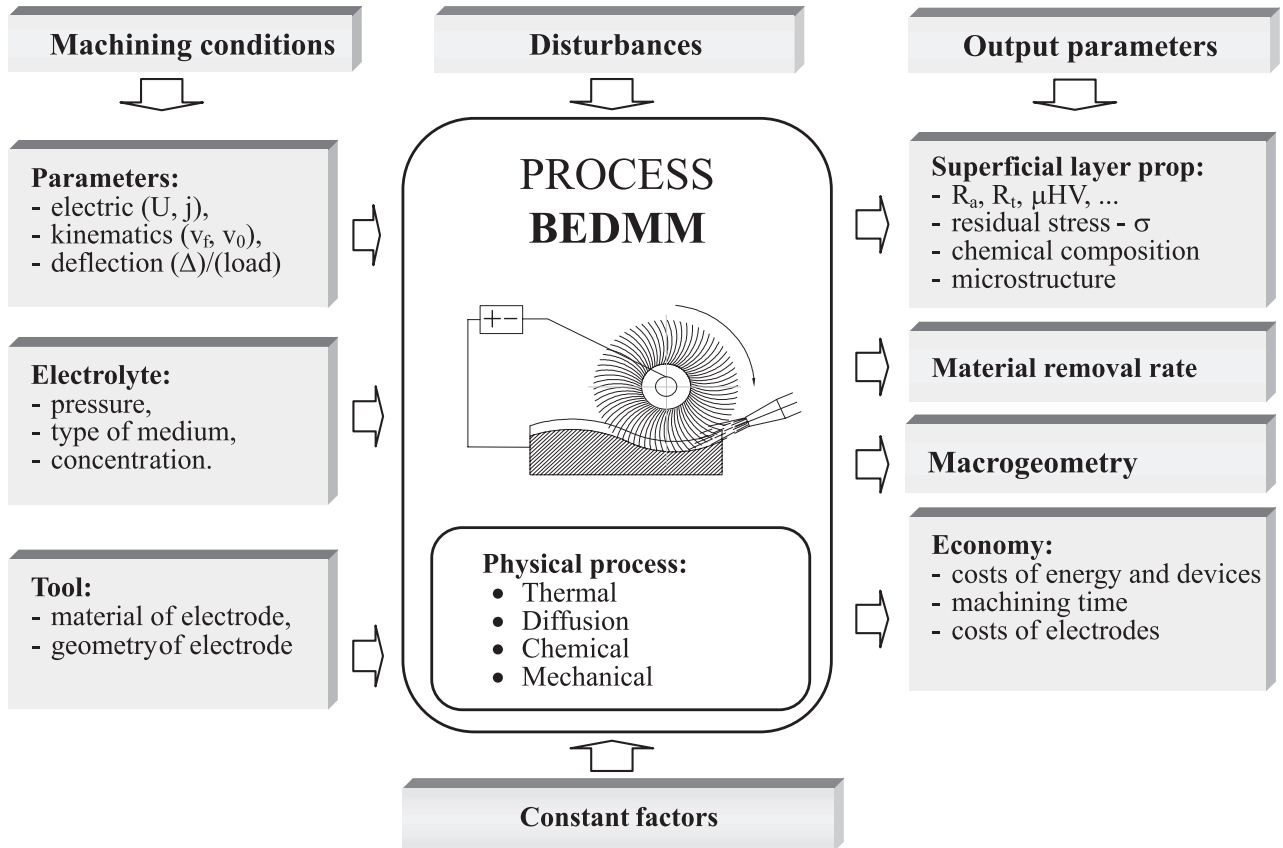 Machining conditions
Parameters:
- electric (U, j),
- kinematics (vf, v0),
- deflection (Δ)/(load)
Electrolyte:
- pressure,
- type of medium,
- concentration.
Tool:
- material of electrode,
- geometryof electrode
Disturbances
PROCESS
BEDMM
+ −
Physical process:
• Thermal
• Diffusion
• Chemical
• Mechanical
Constant factors
Output parameters
Superficial layer prop:
- Ra, Rt, μHV, ...
- residual stress - σ
- chemical composition
- microstructure
Material removal rate
Macrogeometry
Economy:
- costs of energy and devices
- machining time
- costs of electrodes